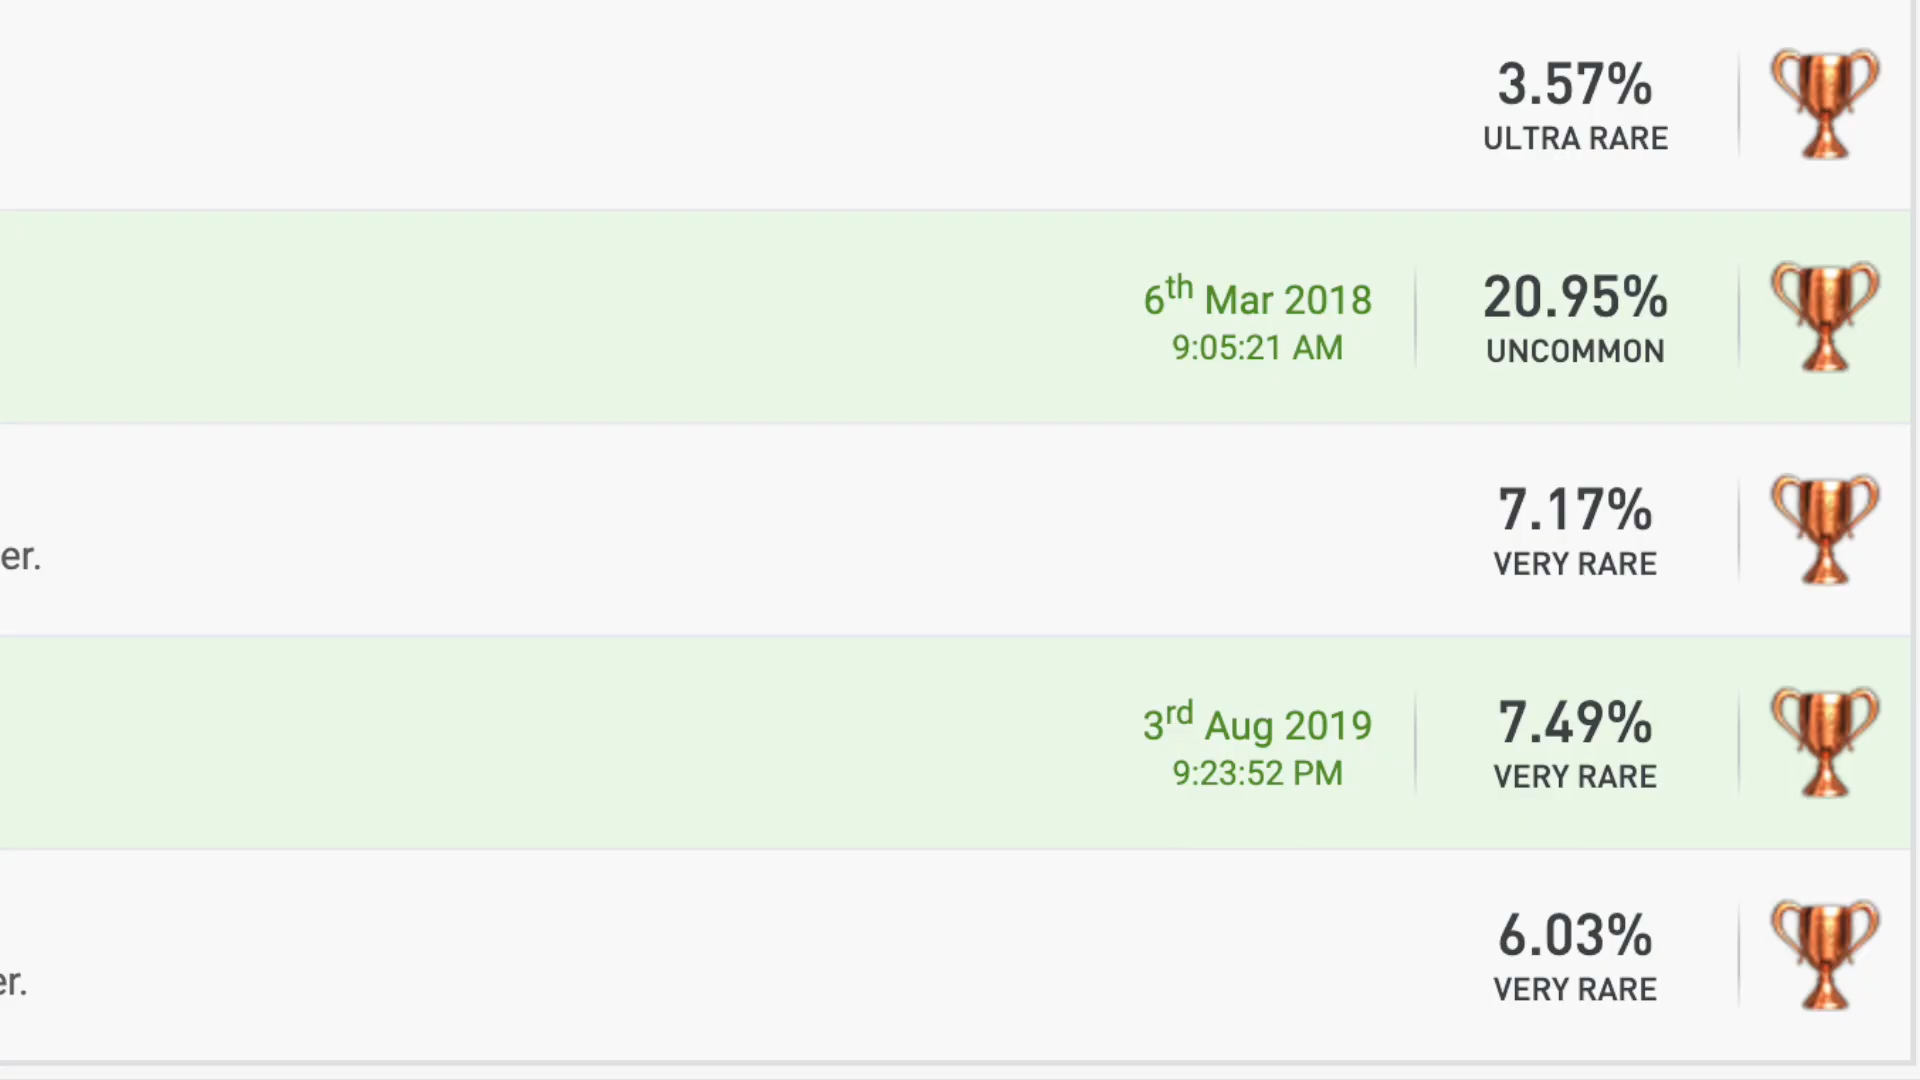 3.57%
ULTRA RARE
6th Mar 2018
9:05:21 AM
20.95%
UNCOMMON
er.
7.17%
VERY RARE
3rd Aug 2019
9:23:52 PM
7.49%
VERY RARE
er.
6.03%
VERY RARE